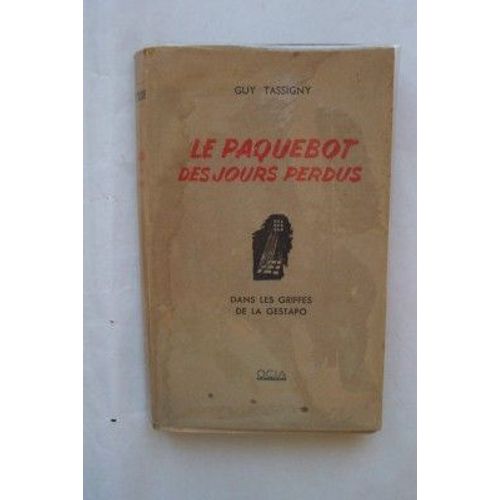 GUY TASSIGNY
LE PAQUEBOT
DES JOURS PERDUS
DANS LES GRIFFES
DE LA GESTAPO
OCIA